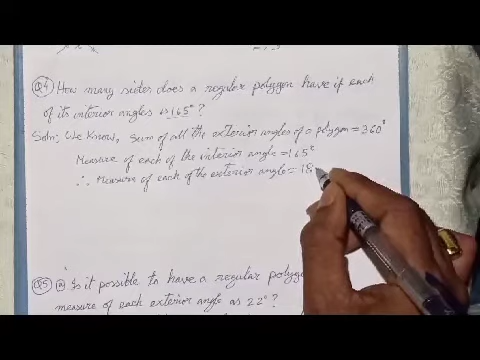 Q4 How many sides does a regular polygon have if each
of its interior angles is 165°?
Soln: We know, Sum of all the exterior angles of a polygon = 360°
Measure of each of the interior angle = 165°
∴ Measure of each of the exterior angle = 18
Q5 a Is it possible to have a regular polygon
measure of each exterior angle as 22°?